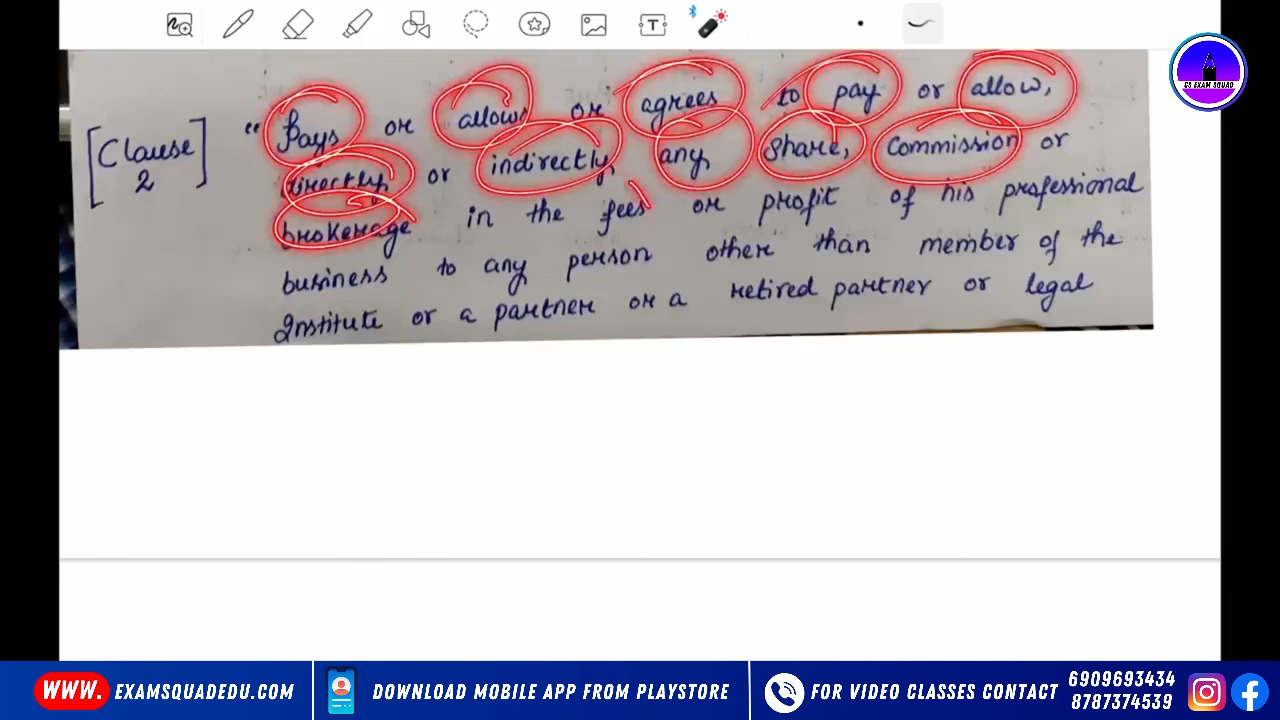 CS EXAM SQUAD
[Clause 2]
"Pays or allows or agrees to pay or allow,
directly or indirectly, any share, Commission or
brokerage in the fees or profit of his professional
business to any person other than member of the
Institute or a partner or a retired partner or legal
WWW. EXAMSQUADEDU.COM
DOWNLOAD MOBILE APP FROM PLAYSTORE
FOR VIDEO CLASSES CONTACT
6909693434
8787374539